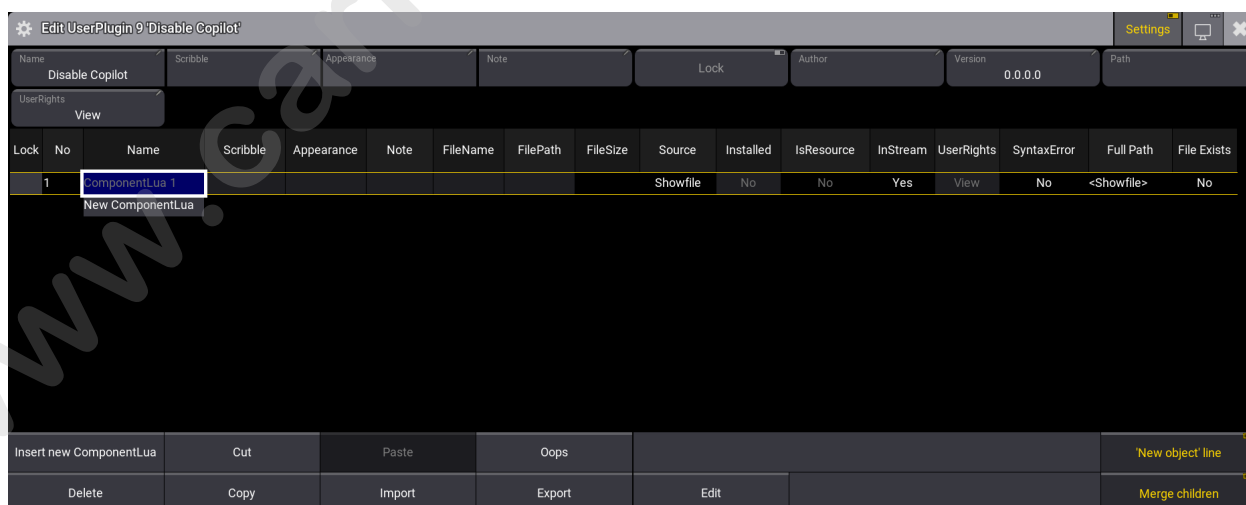 Edit UserPlugin 9 'Disable Copilot' Settings
Name Scribble Appearance Note Lock Author Version Path
Disable Copilot 0.0.0.0
UserRights
View
Lock No Name Scribble Appearance Note FileName FilePath FileSize Source Installed IsResource InStream UserRights SyntaxError Full Path File Exists
1 ComponentLua 1 Showfile No No Yes View No <Showfile> No
New ComponentLua
Insert new ComponentLua Cut Paste Oops 'New object' line
Delete Copy Import Export Edit Merge children
www.cam